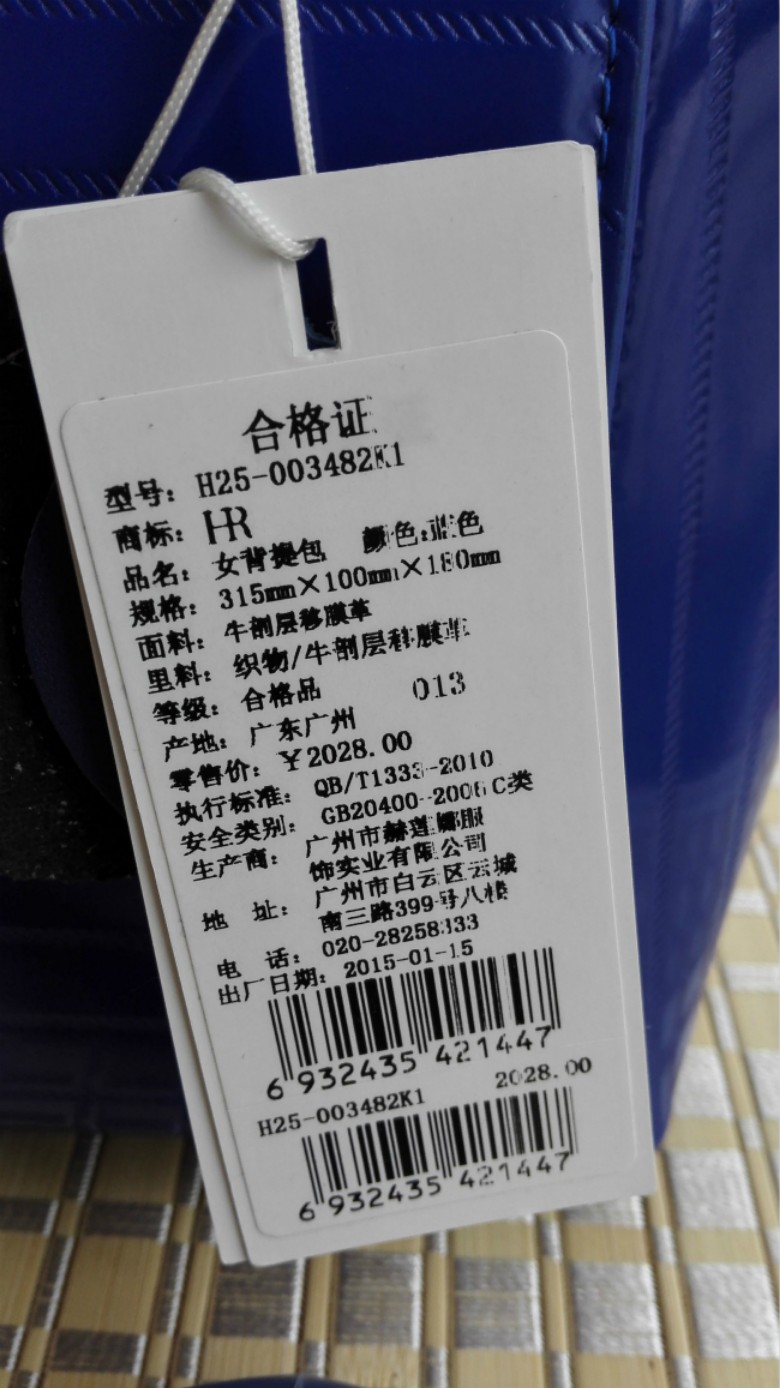 合格证
型号: H25-003482K1
商标: HR
品名: 女背提包 颜色:蓝色
规格: 315mm×100mm×180mm
面料: 牛剖层移膜革
里料: 织物/牛剖层移膜革
等级: 合格品 013
产地: 广东广州
零售价: ¥2028.00
执行标准: QB/T1333-2010
安全类别: GB20400-2006 C类
生产商: 广州市赫莲娜服
饰实业有限公司
地 址: 广州市白云区云城
南三路399号八楼
电 话: 020-28258333
出厂日期: 2015-01-15
6 932435 421447
H25-003482K1 2028.00
6 932435 421447